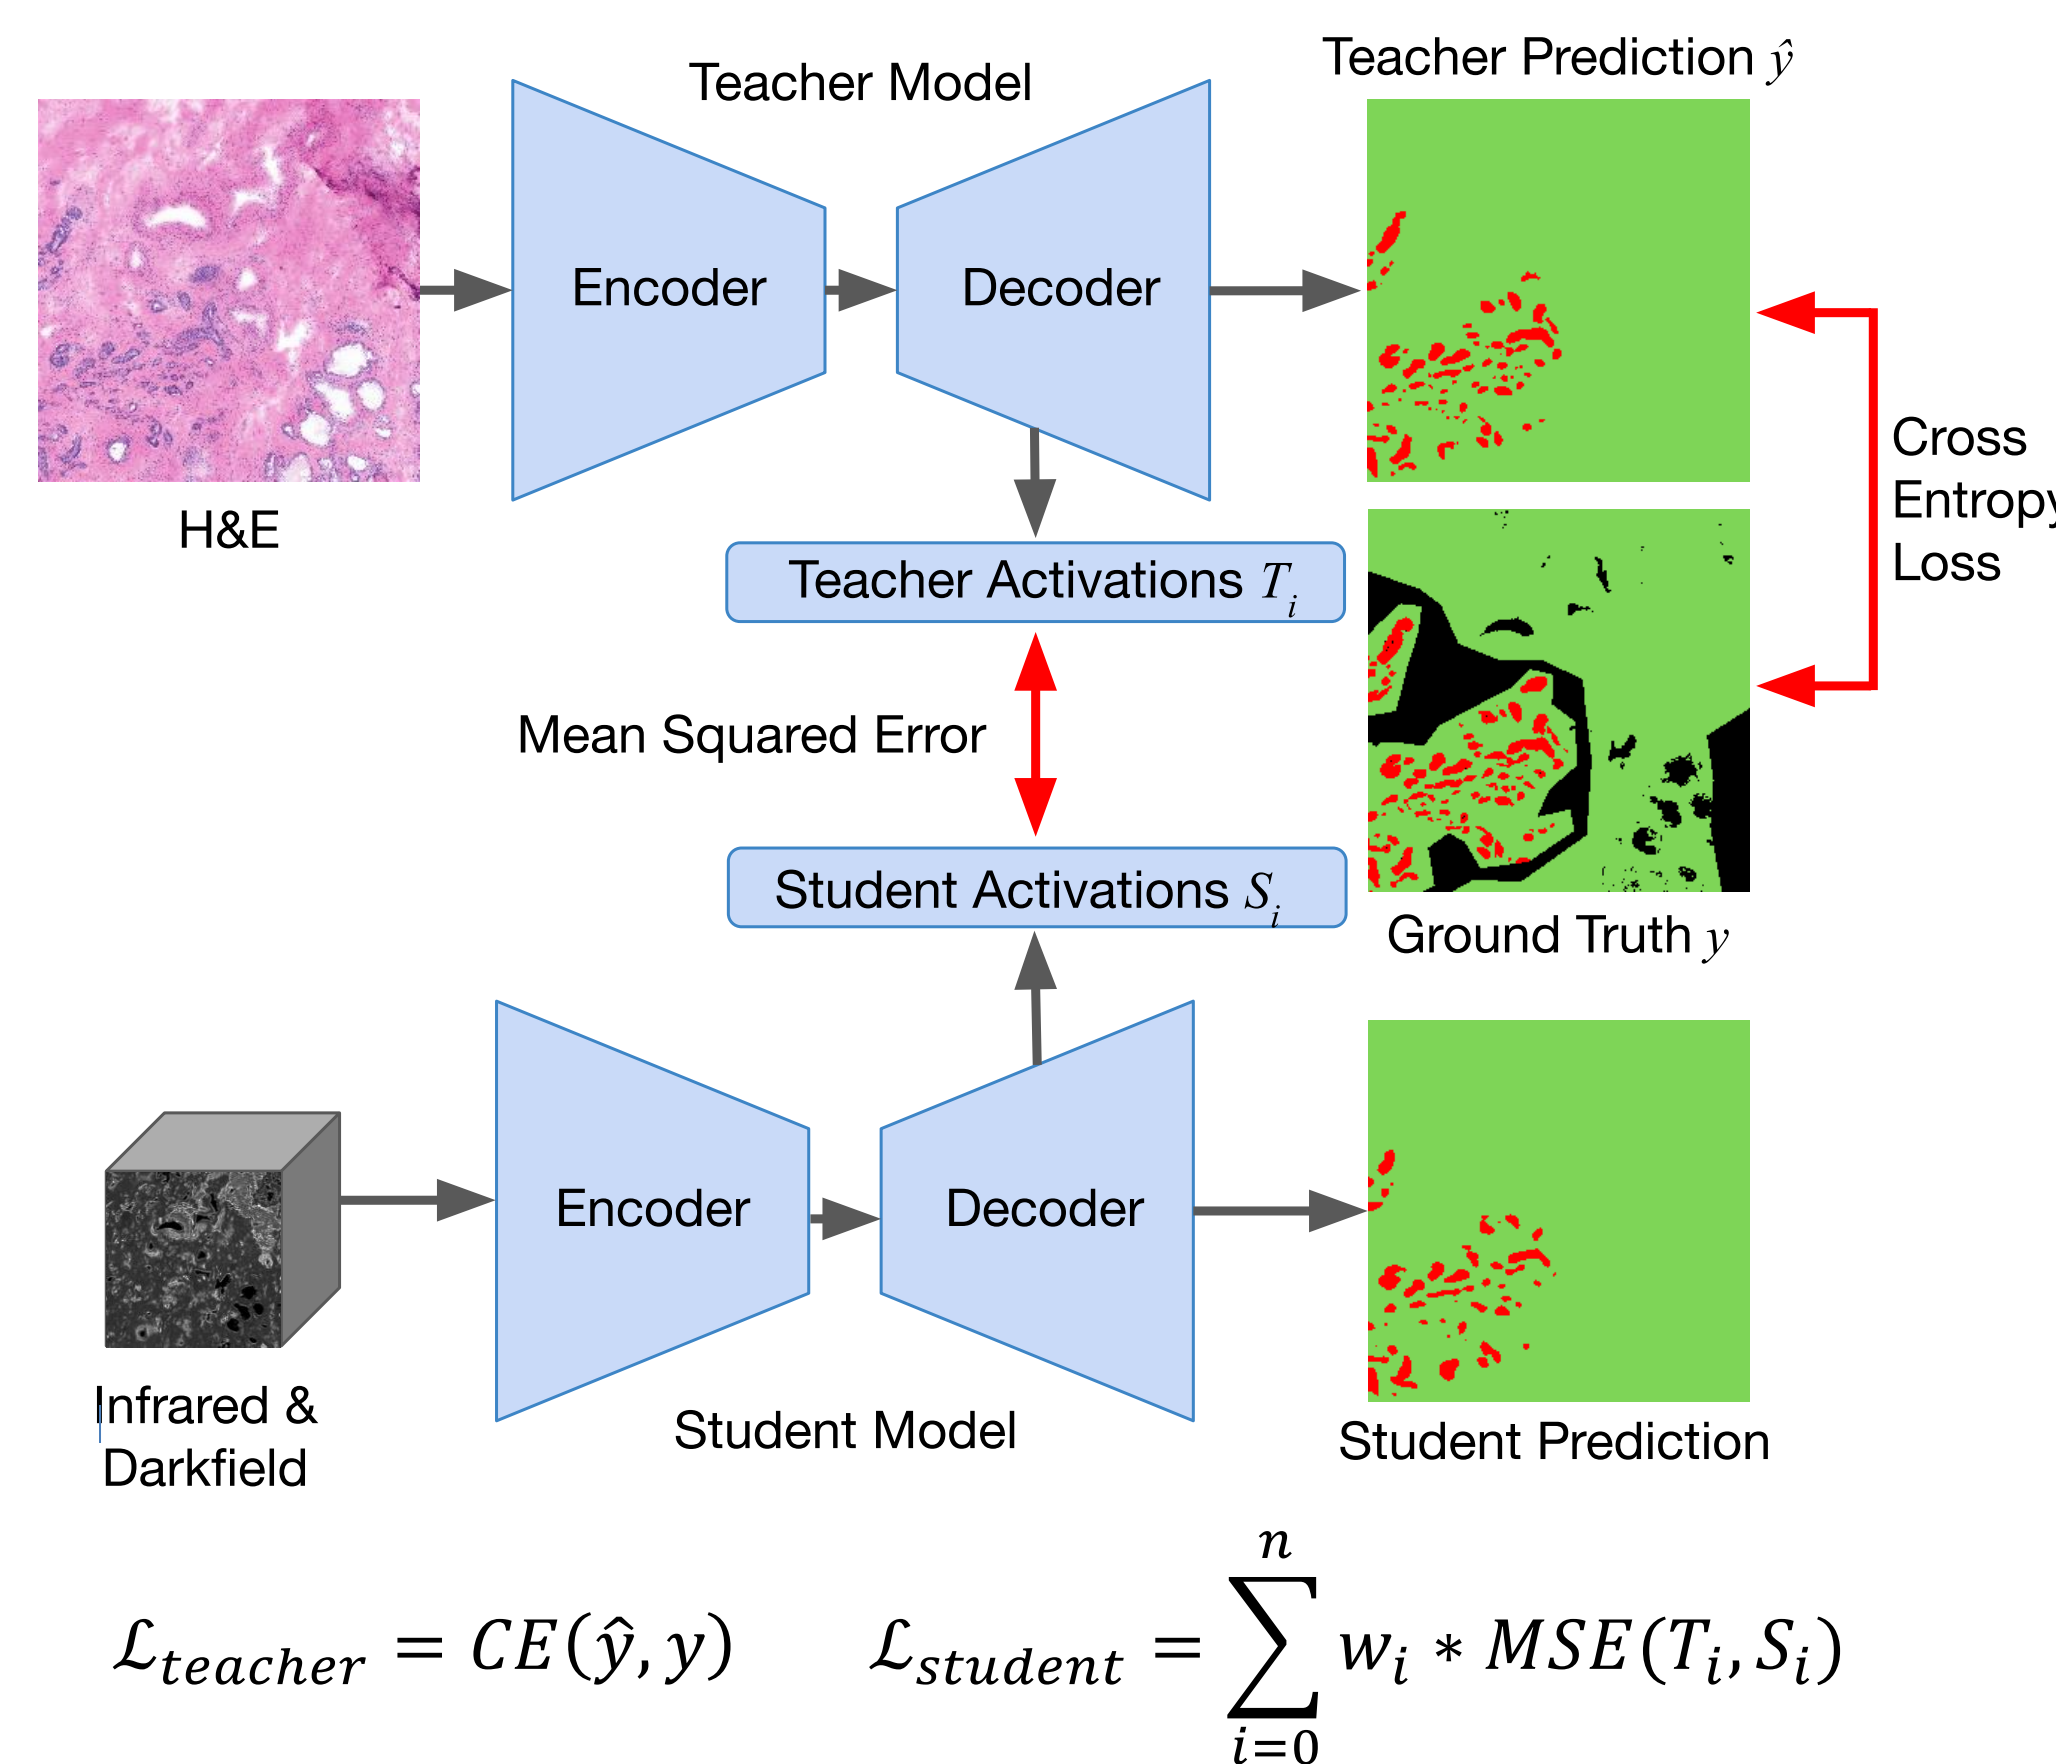 Teacher Model
Teacher Prediction ŷ
Encoder
Decoder
H&E
Cross
Entropy
Loss
Teacher Activations T_i
Mean Squared Error
Student Activations S_i
Ground Truth y
Encoder
Decoder
Infrared &
Darkfield
Student Model
Student Prediction
ℒ_teacher = CE(ŷ, y)
ℒ_student = ∑_{i=0}^{n} w_i * MSE(T_i, S_i)